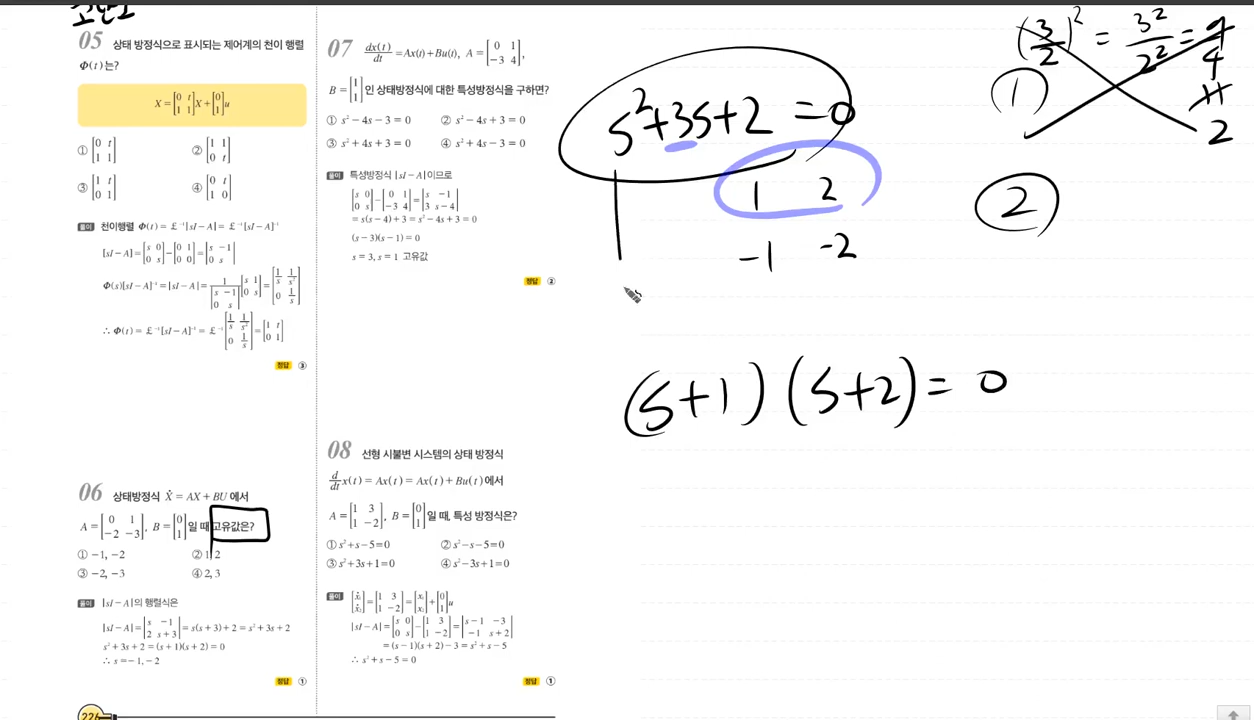 05 상태 방정식으로 표시되는 제어계의 천이 행렬
Φ(t)는?
X = [0 t; 1 1] X + [0; 1] u
① [0 t; 1 1] ② [1 1; 0 t]
③ [1 t; 0 1] ④ [0 t; 1 0]
풀이 천이행렬 Φ(t) = £⁻¹|sI−A| = £⁻¹[sI−A]⁻¹
[sI−A] = [s 0; 0 s] − [0 1; 0 0] = |s −1; 0 s|
Φ(s)[sI−A]⁻¹ = |sI−A| = 1/|s −1; 0 s| [s 1; 0 s] = [1/s 1/s²; 0 1/s]
∴ Φ(t) = £⁻¹[sI−A]⁻¹ = £⁻¹ [1/s 1/s²; 0 1/s] = [1 t; 0 1]
정답 ③
06 상태방정식 Ẋ = AX + BU 에서
A = [0 1; −2 −3], B = [0; 1] 일 때 고유값은?
① −1, −2 ② 1, 2
③ −2, −3 ④ 2, 3
풀이 |sI−A|의 행렬식은
|sI−A| = |s −1; 2 s+3| = s(s+3)+2 = s²+3s+2
s²+3s+2 = (s+1)(s+2) = 0
∴ s = −1, −2
정답 ①
226
07 dx(t)/dt = Ax(t)+Bu(t), A = [0 1; −3 4],
B = [1; 1] 인 상태방정식에 대한 특성방정식을 구하면?
① s²−4s−3 = 0 ② s²−4s+3 = 0
③ s²+4s+3 = 0 ④ s²+4s−3 = 0
풀이 특성방정식 |sI−A|이므로
|s 0; 0 s| − |0 1; −3 4| = |s −1; 3 s−4|
= s(s−4)+3 = s²−4s+3 = 0
(s−3)(s−1) = 0
s = 3, s = 1 고유값
정답 ②
08 선형 시불변 시스템의 상태 방정식
d/dt x(t) = Ax(t) = Ax(t) + Bu(t)에서
A = [1 3; 1 −2], B = [0; 1] 일 때, 특성 방정식은?
① s²+s−5=0 ② s²−s−5=0
③ s²+3s+1=0 ④ s²−3s+1=0
풀이 [ẋ₁; ẋ₂] = [1 3; 1 −2] = [x₁; x₂] + [0; 1] u
|sI−A| = [s 0; 0 s] − [1 3; 1 −2] = [s−1 −3; −1 s+2]
= (s−1)(s+2)−3 = s²+s−5
∴ s²+s−5 = 0
정답 ①
s²+3s+2 = 0
1 2
-1 -2
(s+1)(s+2) = 0
(3/2)² = 3²/2² = 9/4
①
11
2
②